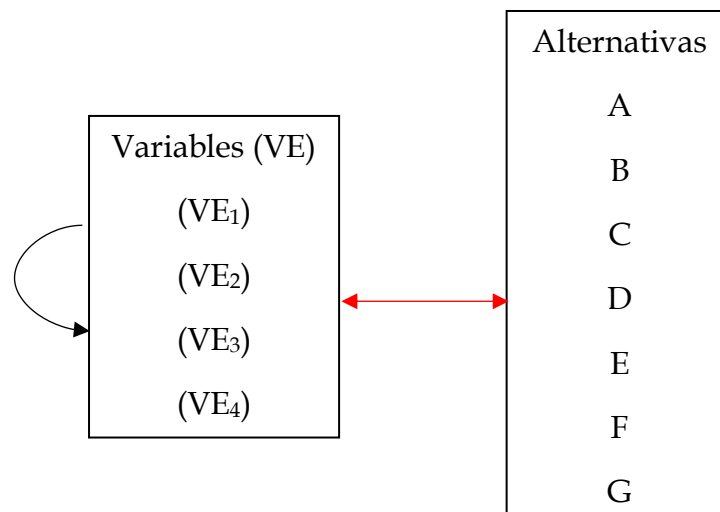 Variables (VE)
(VE₁)
(VE₂)
(VE₃)
(VE₄)
Alternativas
A
B
C
D
E
F
G